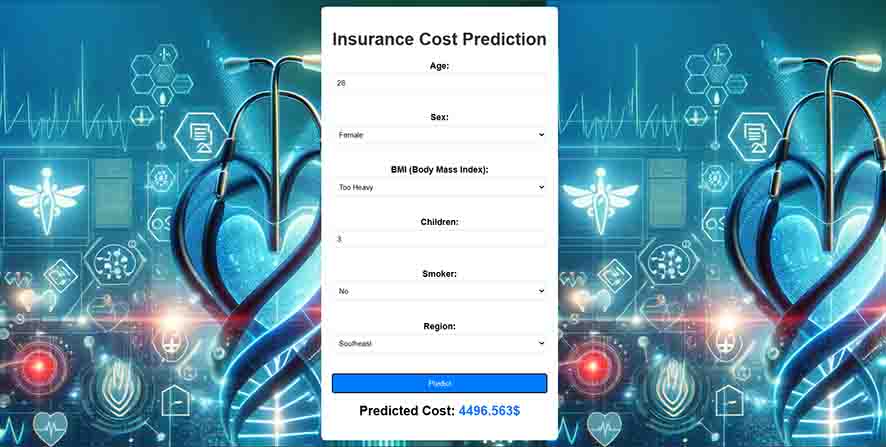 Insurance Cost Prediction
Age:
28
Sex:
Female
BMI (Body Mass Index):
Too Heavy
Children:
3
Smoker:
No
Region:
Southeast
Predict
Predicted Cost: 4496.563$